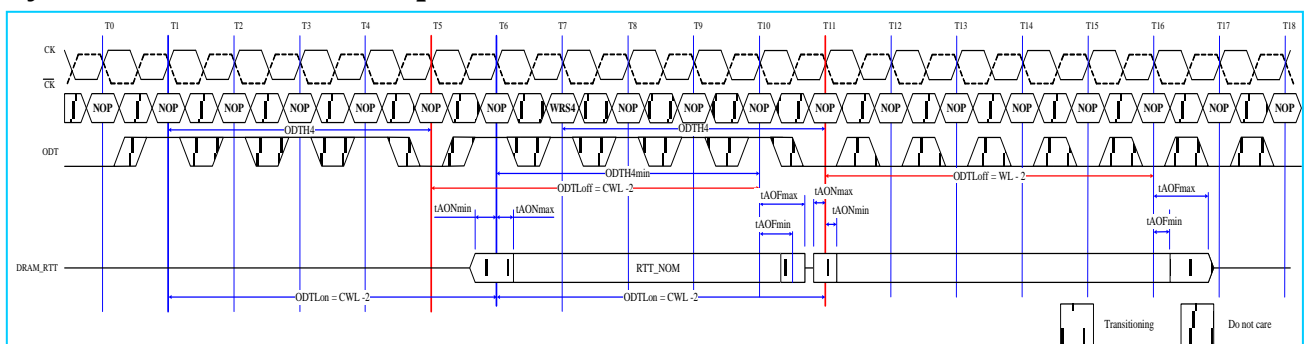 T0 T1 T2 T3 T4 T5 T6 T7 T8 T9 T10 T11 T12 T13 T14 T15 T16 T17 T18
CK
CK
NOP NOP NOP NOP NOP NOP NOP WRS4 NOP NOP NOP NOP NOP NOP NOP NOP NOP NOP NOP
ODTH4 ODTH4
ODT
ODTH4min ODTLoff = WL - 2
ODTLoff = CWL -2
tAOFmax tAONmax tAOFmax
tAONmin tAONmax tAOFmin tAONmin tAOFmin
DRAM_RTT RTT_NOM
ODTLon = CWL -2 ODTLon = CWL -2
Transitioning Do not care